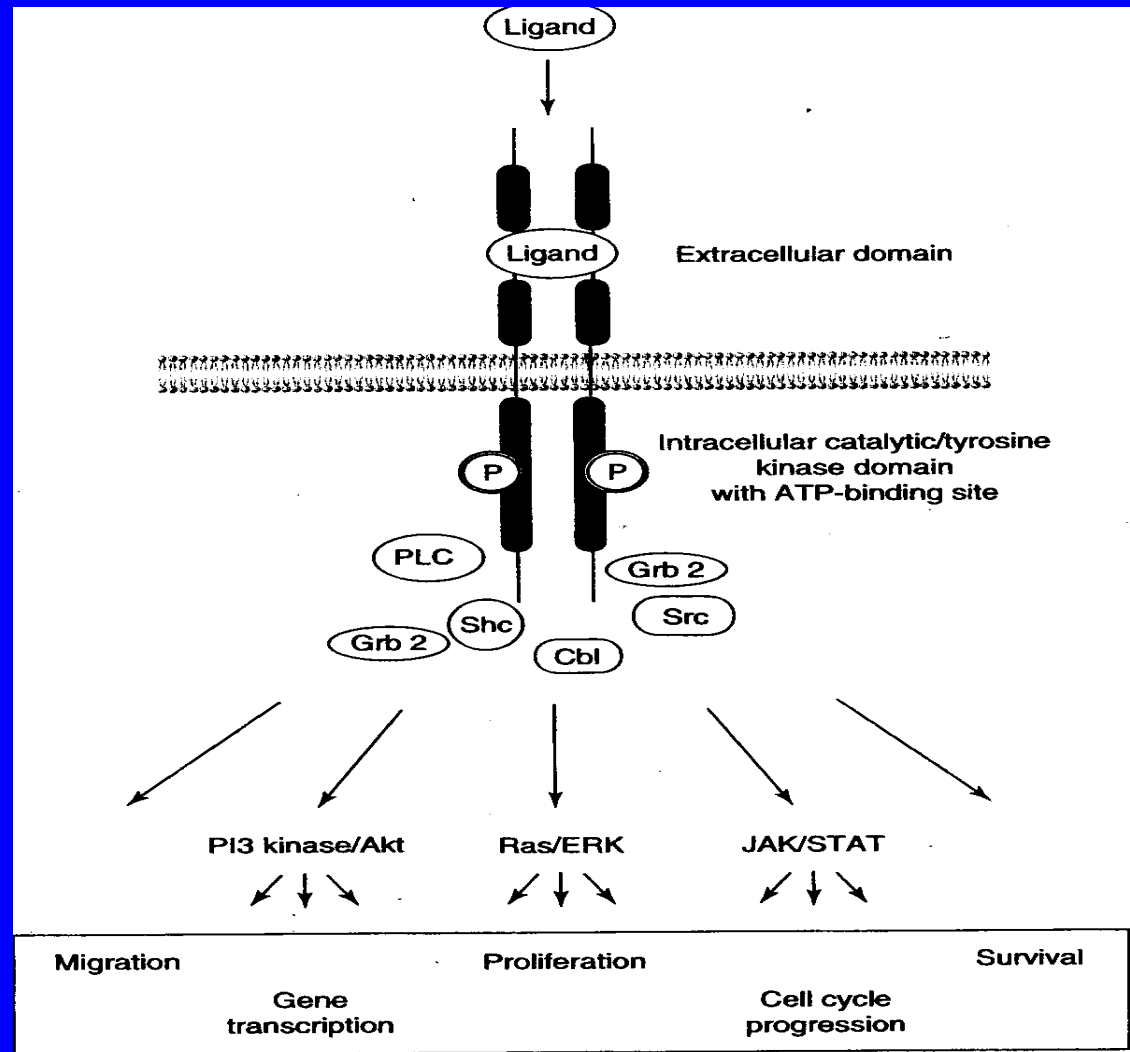 Ligand
Ligand
Extracellular domain
P
P
Intracellular catalytic/tyrosine
kinase domain
with ATP-binding site
PLC
Grb 2
Shc
Src
Grb 2
Cbl
PI3 kinase/Akt
Ras/ERK
JAK/STAT
Migration
Proliferation
Survival
Gene
transcription
Cell cycle
progression